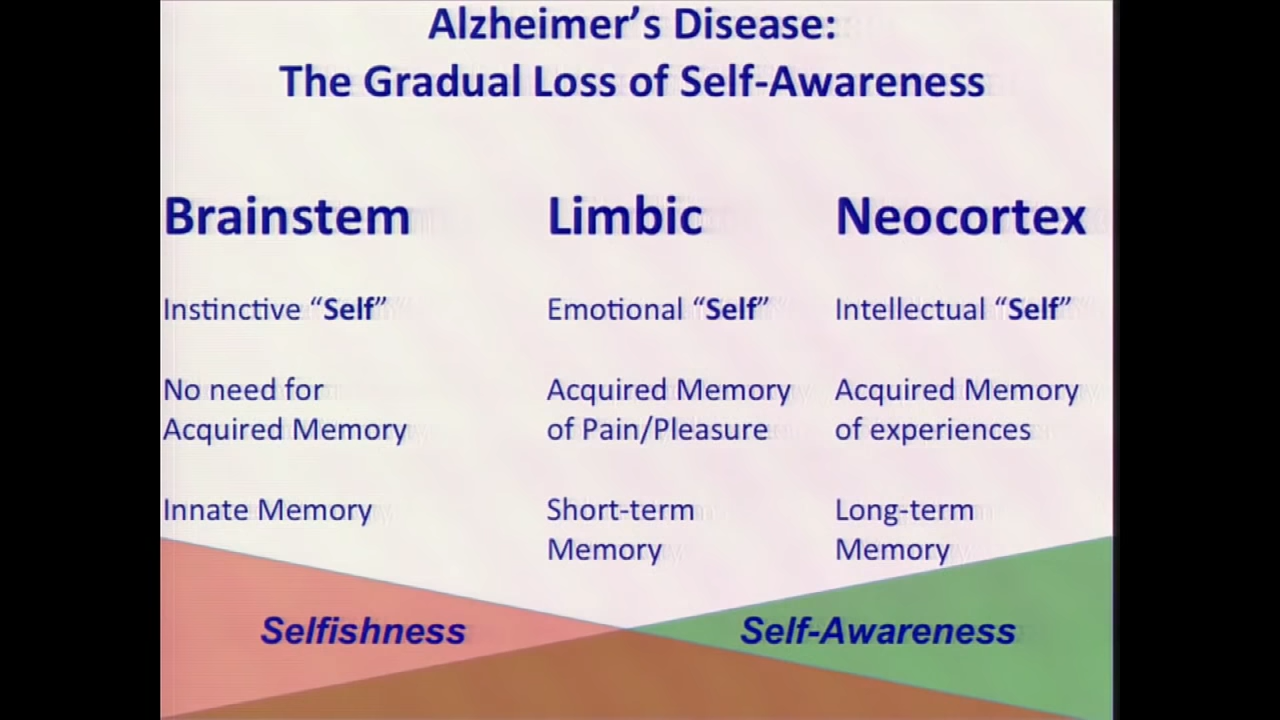 Alzheimer’s Disease:
The Gradual Loss of Self-Awareness
Brainstem
Limbic
Neocortex
Instinctive “Self”
Emotional “Self”
Intellectual “Self”
No need for
Acquired Memory
Acquired Memory
of Pain/Pleasure
Acquired Memory
of experiences
Innate Memory
Short-term
Memory
Long-term
Memory
Selfishness
Self-Awareness